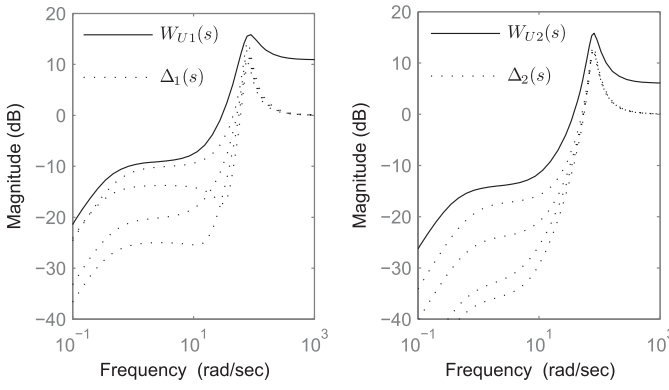 20
10
0
−10
−20
−30
−40
Magnitude (dB)
W_{U1}(s)
Δ_1(s)
10^{−1}
10^1
10^3
Frequency (rad/sec)
20
10
0
−10
−20
−30
−40
Magnitude (dB)
W_{U2}(s)
Δ_2(s)
10^{−1}
10^1
10^3
Frequency (rad/sec)